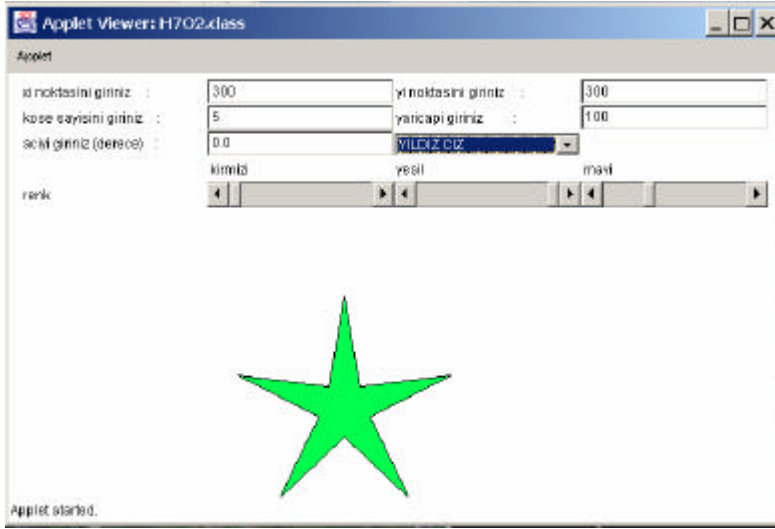 Applet Viewer: H702.class
Applet
xi noktasini giriniz : 300 yi noktasini giriniz : 300
kose sayisini giriniz : 5 yaricapi giriniz : 100
aciyi giriniz (derece) : 0.0 YILDIZ CIZ
kirmizi yesil mavi
renk
Applet started.